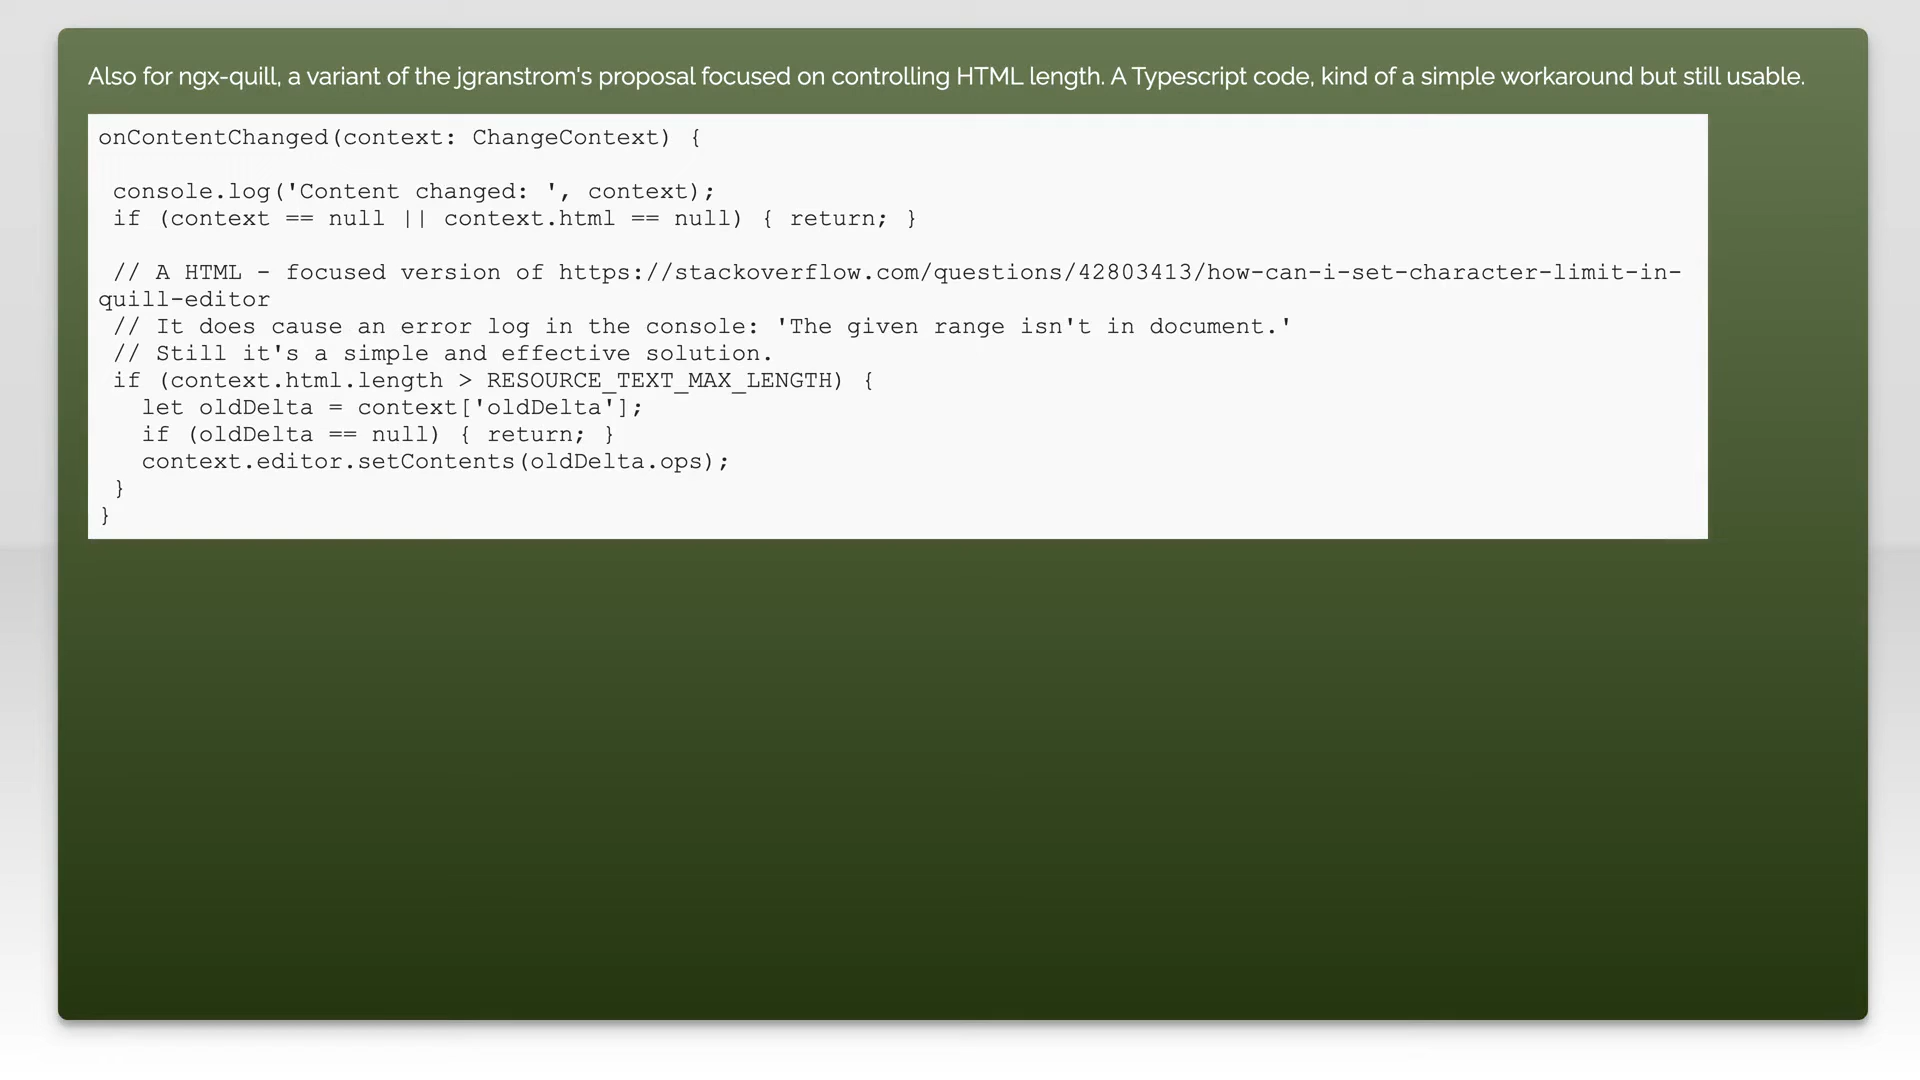 Also for ngx-quill, a variant of the jgranstrom's proposal focused on controlling HTML length. A Typescript code, kind of a simple workaround but still usable.
onContentChanged(context: ChangeContext) {
console.log('Content changed: ', context);
if (context == null || context.html == null) { return; }
// A HTML - focused version of https://stackoverflow.com/questions/42803413/how-can-i-set-character-limit-in-
quill-editor
// It does cause an error log in the console: 'The given range isn't in document.'
// Still it's a simple and effective solution.
if (context.html.length > RESOURCE_TEXT_MAX_LENGTH) {
let oldDelta = context['oldDelta'];
if (oldDelta == null) { return; }
context.editor.setContents(oldDelta.ops);
}
}